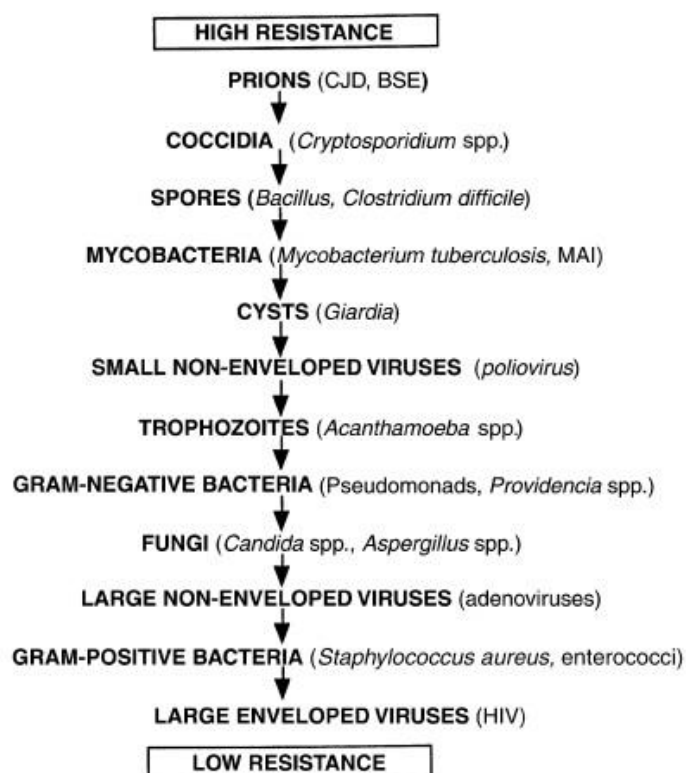 HIGH RESISTANCE
PRIONS (CJD, BSE)
COCCIDIA (Cryptosporidium spp.)
SPORES (Bacillus, Clostridium difficile)
MYCOBACTERIA (Mycobacterium tuberculosis, MAI)
CYSTS (Giardia)
SMALL NON-ENVELOPED VIRUSES (poliovirus)
TROPHOZOITES (Acanthamoeba spp.)
GRAM-NEGATIVE BACTERIA (Pseudomonads, Providencia spp.)
FUNGI (Candida spp., Aspergillus spp.)
LARGE NON-ENVELOPED VIRUSES (adenoviruses)
GRAM-POSITIVE BACTERIA (Staphylococcus aureus, enterococci)
LARGE ENVELOPED VIRUSES (HIV)
LOW RESISTANCE